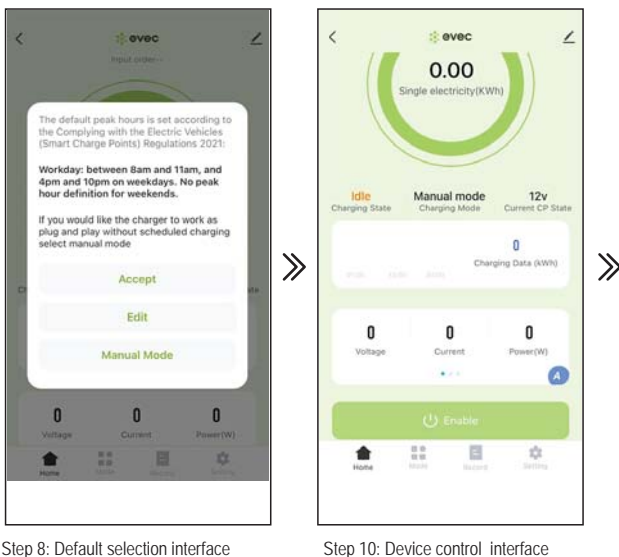 evec
Input order--
The default peak hours is set according to
the Complying with the Electric Vehicles
(Smart Charge Points) Regulations 2021:
Workday: between 8am and 11am, and
4pm and 10pm on weekdays. No peak
hour definition for weekends.
If you would like the charger to work as
plug and play without scheduled charging
select manual mode
Accept
Edit
Manual Mode
0 0 0
Voltage Current Power(W)
Home Mode Record Setting
Step 8: Default selection interface
evec
0.00
Single electricity(KWh)
Idle Manual mode 12v
Charging State Charging Mode Current CP State
0
Charging Data (kWh)
0 0 0
Voltage Current Power(W)
A
Enable
Home Mode Record Setting
Step 10: Device control interface